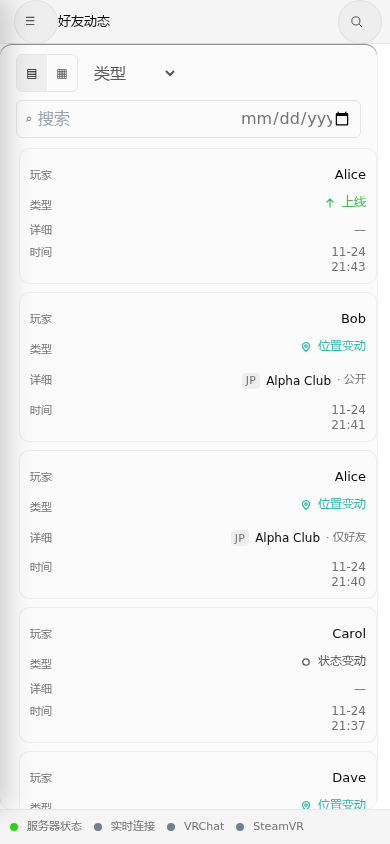 好友动态
类型
搜索 mm/dd/yyy
玩家 Alice
类型 上线
详细 —
时间 11-24
21:43
玩家 Bob
类型 位置变动
详细 JP Alpha Club · 公开
时间 11-24
21:41
玩家 Alice
类型 位置变动
详细 JP Alpha Club · 仅好友
时间 11-24
21:40
玩家 Carol
类型 状态变动
详细 —
时间 11-24
21:37
玩家 Dave
类型 位置变动
服务器状态 实时连接 VRChat SteamVR